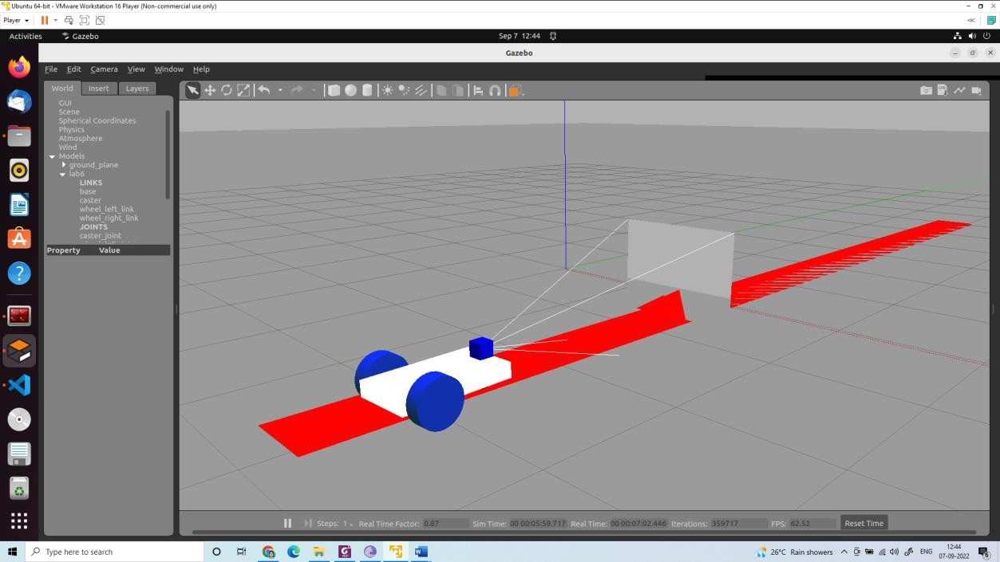 Ubuntu 64-bit - VMware Workstation 16 Player (Non-commercial use only)
Player
Activities Gazebo Sep 7 12:44
Gazebo
File Edit Camera View Window Help
World Insert Layers
GUI
Scene
Spherical Coordinates
Physics
Atmosphere
Wind
Models
ground_plane
lab6
LINKS
base
caster
wheel_left_link
wheel_right_link
JOINTS
caster_joint
Property Value
Steps: 1 Real Time Factor: 0.87 Sim Time: 00 00:05:59.717 Real Time: 00 00:07:02.446 Iterations: 359717 FPS: 62.52 Reset Time
Type here to search
26°C Rain showers ENG 12:44
07-09-2022